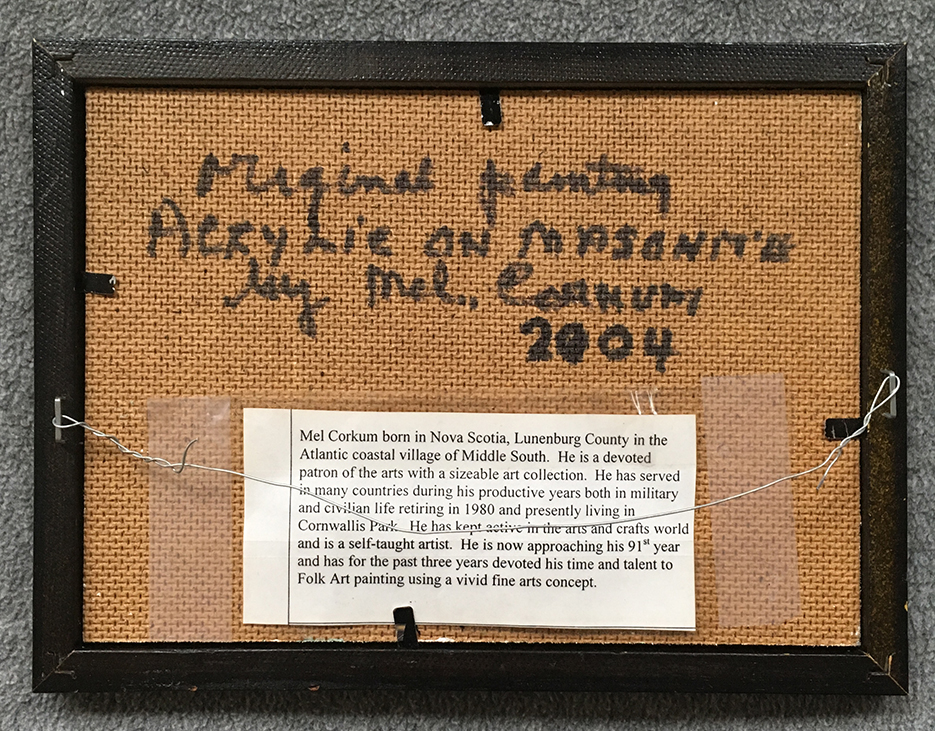 Original painting
ACRYLIC ON MASONITE
by Mel. Corkum
2004
Mel Corkum born in Nova Scotia, Lunenburg County in the
Atlantic coastal village of Middle South. He is a devoted
patron of the arts with a sizeable art collection. He has served
in many countries during his productive years both in military
and civilian life retiring in 1980 and presently living in
Cornwallis Park. He has kept active in the arts and crafts world
and is a self-taught artist. He is now approaching his 91st year
and has for the past three years devoted his time and talent to
Folk Art painting using a vivid fine arts concept.